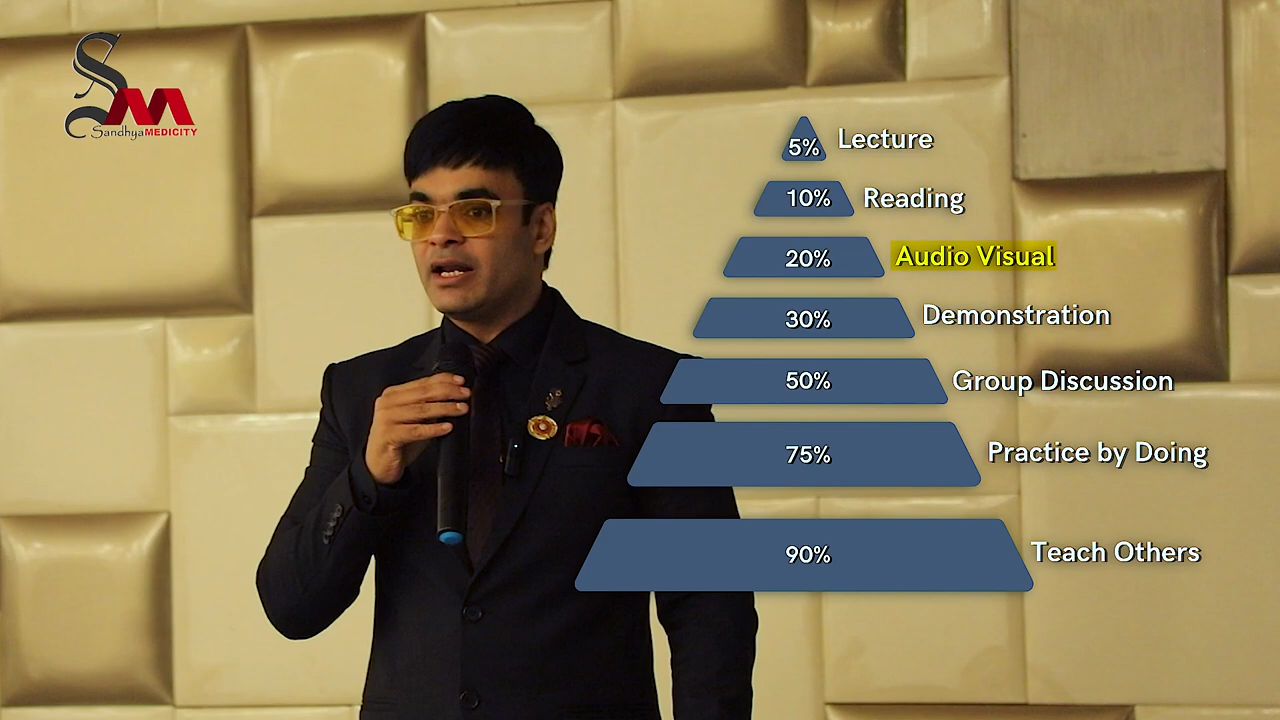 SM
Sandhya MEDICITY
5% Lecture
10% Reading
20% Audio Visual
30% Demonstration
50% Group Discussion
75% Practice by Doing
90% Teach Others